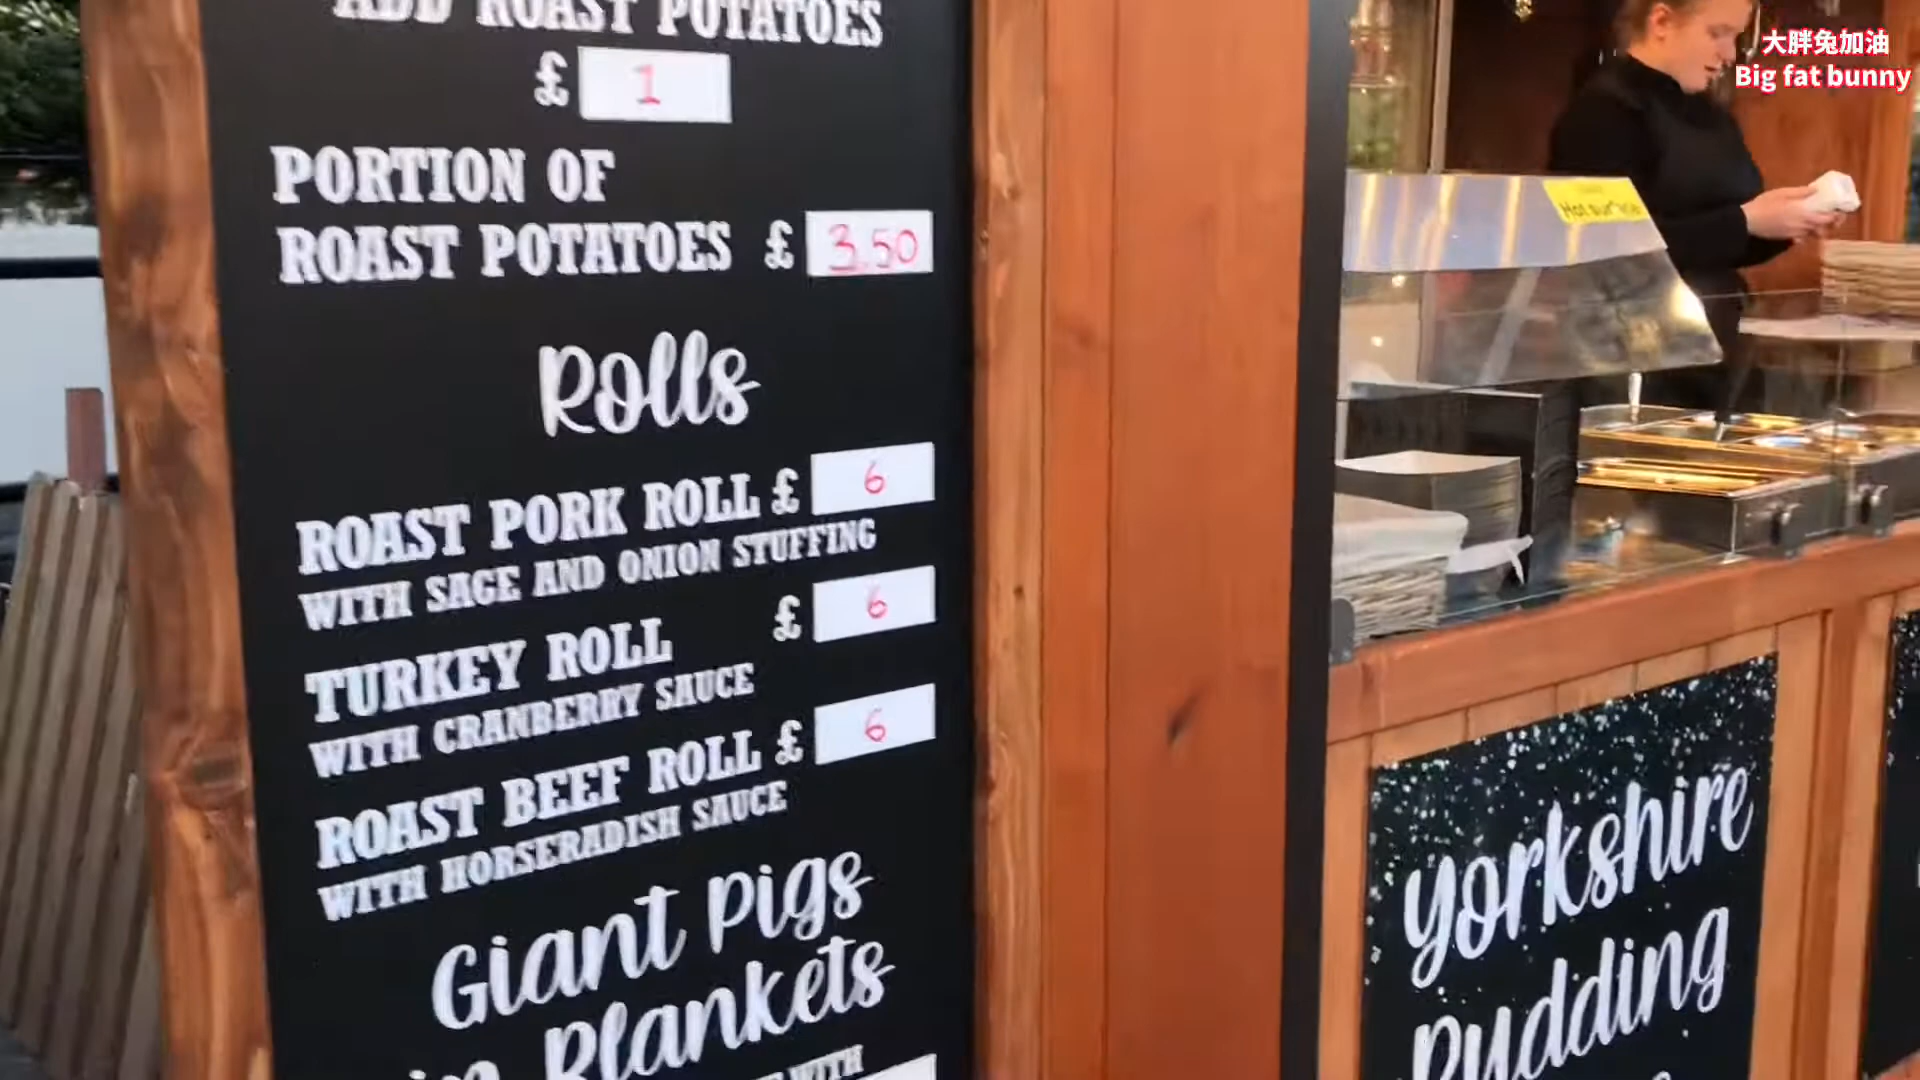 ADD ROAST POTATOES
£ 1
PORTION OF
ROAST POTATOES £ 3.50
Rolls
ROAST PORK ROLL £ 6
WITH SAGE AND ONION STUFFING
TURKEY ROLL £ 6
WITH CRANBERRY SAUCE
ROAST BEEF ROLL £ 6
WITH HORSERADISH SAUCE
Giant Pigs
in Blankets
WITH
大胖兔加油
Big fat bunny
Hot
Yorkshire
Pudding